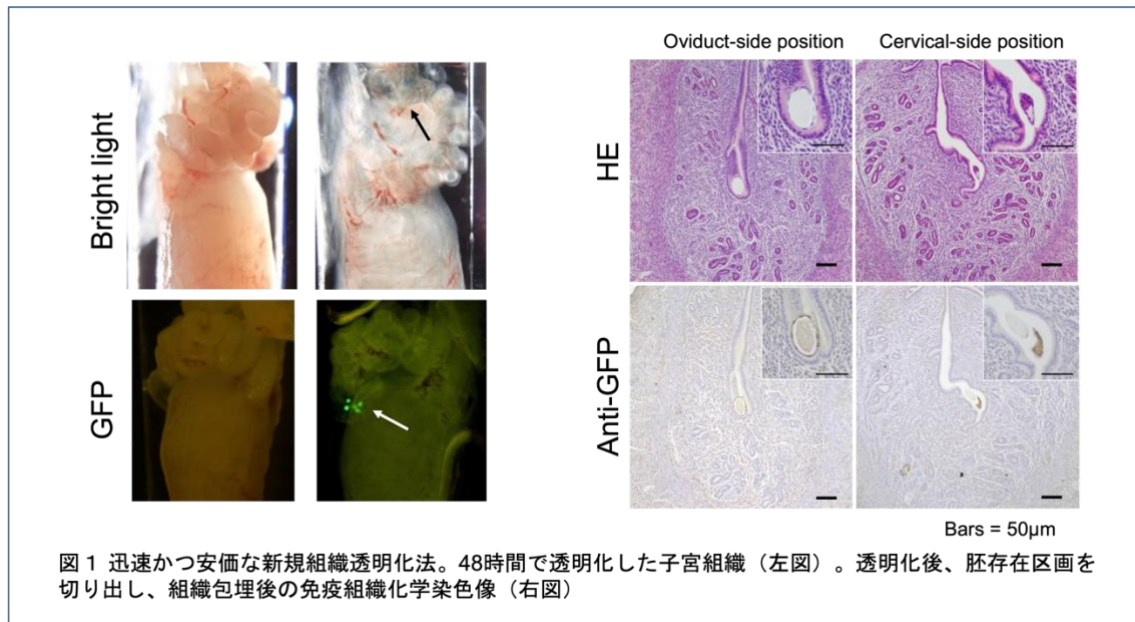 Oviduct-side position
Cervical-side position
Bright light
HE
GFP
Anti-GFP
Bars = 50μm
図1 迅速かつ安価な新規組織透明化法。48時間で透明化した子宮組織（左図）。透明化後、胚存在区画を
切り出し、組織包埋後の免疫組織化学染色像（右図）